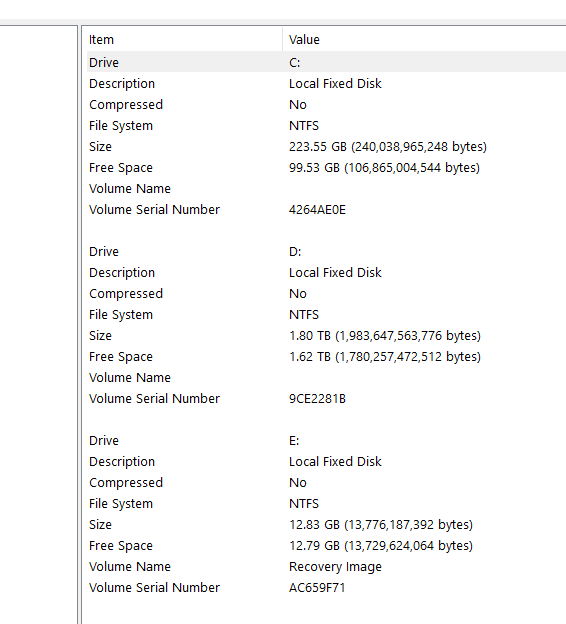 Item Value
Drive C:
Description Local Fixed Disk
Compressed No
File System NTFS
Size 223.55 GB (240,038,965,248 bytes)
Free Space 99.53 GB (106,865,004,544 bytes)
Volume Name
Volume Serial Number 4264AE0E
Drive D:
Description Local Fixed Disk
Compressed No
File System NTFS
Size 1.80 TB (1,983,647,563,776 bytes)
Free Space 1.62 TB (1,780,257,472,512 bytes)
Volume Name
Volume Serial Number 9CE2281B
Drive E:
Description Local Fixed Disk
Compressed No
File System NTFS
Size 12.83 GB (13,776,187,392 bytes)
Free Space 12.79 GB (13,729,624,064 bytes)
Volume Name Recovery Image
Volume Serial Number AC659F71